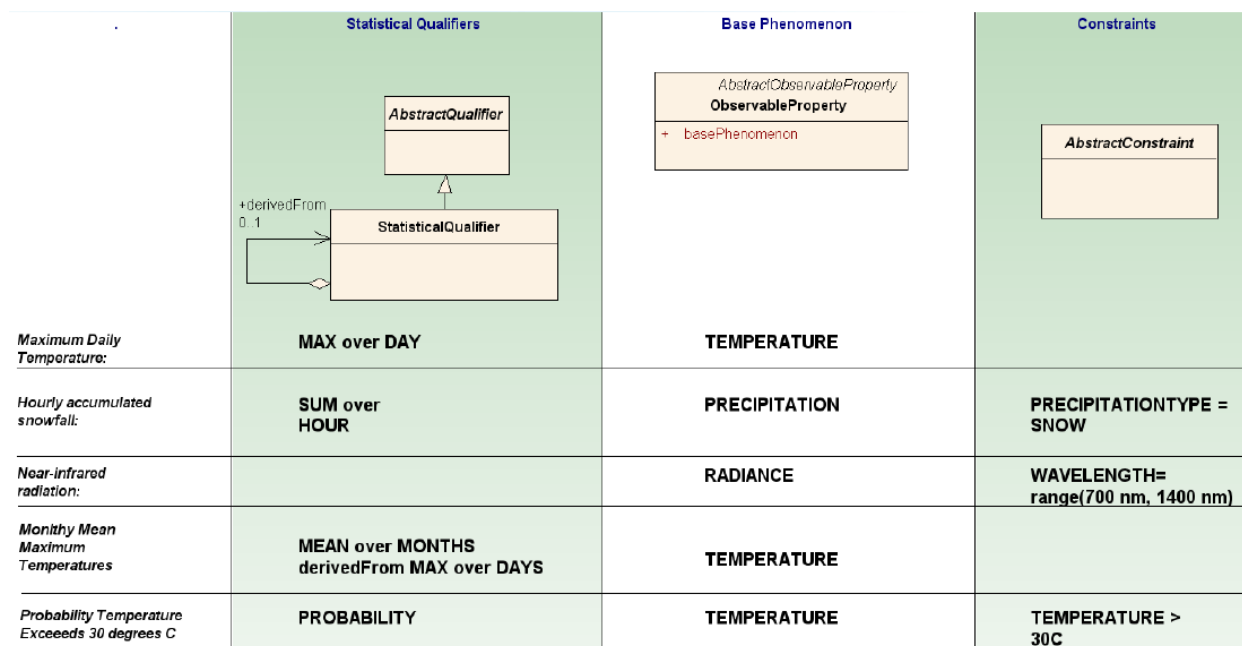 .
Statistical Qualifiers
Base Phenomenon
Constraints
AbstractQualifier
+derivedFrom
0..1
StatisticalQualifier
AbstractObservableProperty
ObservableProperty
+ basePhenomenon
AbstractConstraint
Maximum Daily
Temperature:
MAX over DAY
TEMPERATURE
Hourly accumulated
snowfall:
SUM over
HOUR
PRECIPITATION
PRECIPITATIONTYPE =
SNOW
Near-infrared
radiation:
RADIANCE
WAVELENGTH=
range(700 nm, 1400 nm)
Monlthy Mean
Maximum
Temperatures
MEAN over MONTHS
derivedFrom MAX over DAYS
TEMPERATURE
Probability Temperature
Exceeeds 30 degrees C
PROBABILITY
TEMPERATURE
TEMPERATURE >
30C